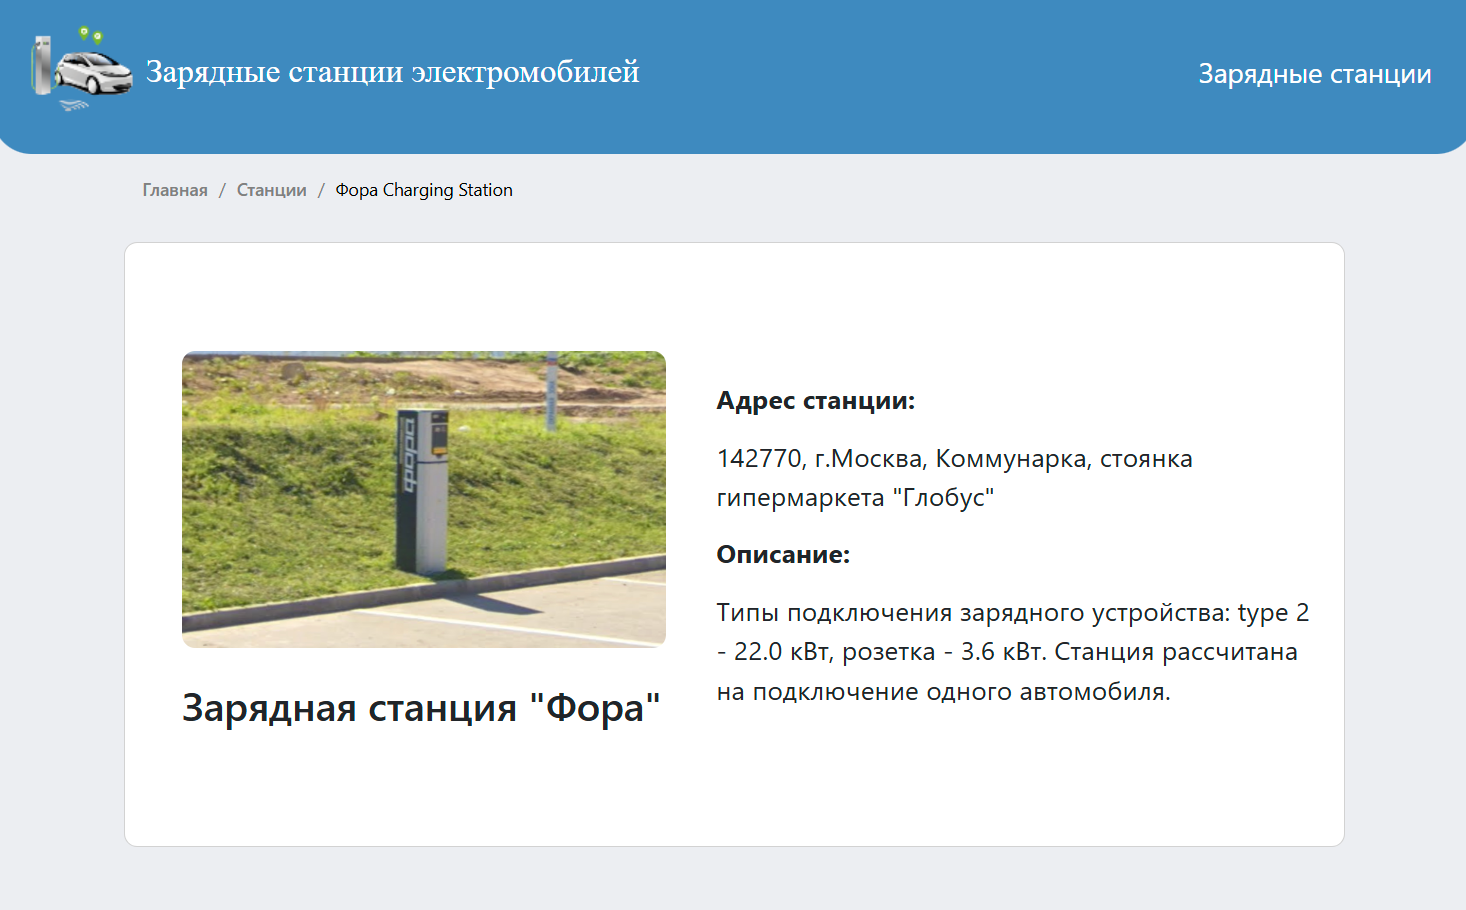 Зарядные станции электромобилей
Зарядные станции
Главная / Станции / Фора Charging Station
фора
Зарядная станция "Фора"
Адрес станции:
142770, г.Москва, Коммунарка, стоянка
гипермаркета "Глобус"
Описание:
Типы подключения зарядного устройства: type 2
- 22.0 кВт, розетка - 3.6 кВт. Станция рассчитана
на подключение одного автомобиля.